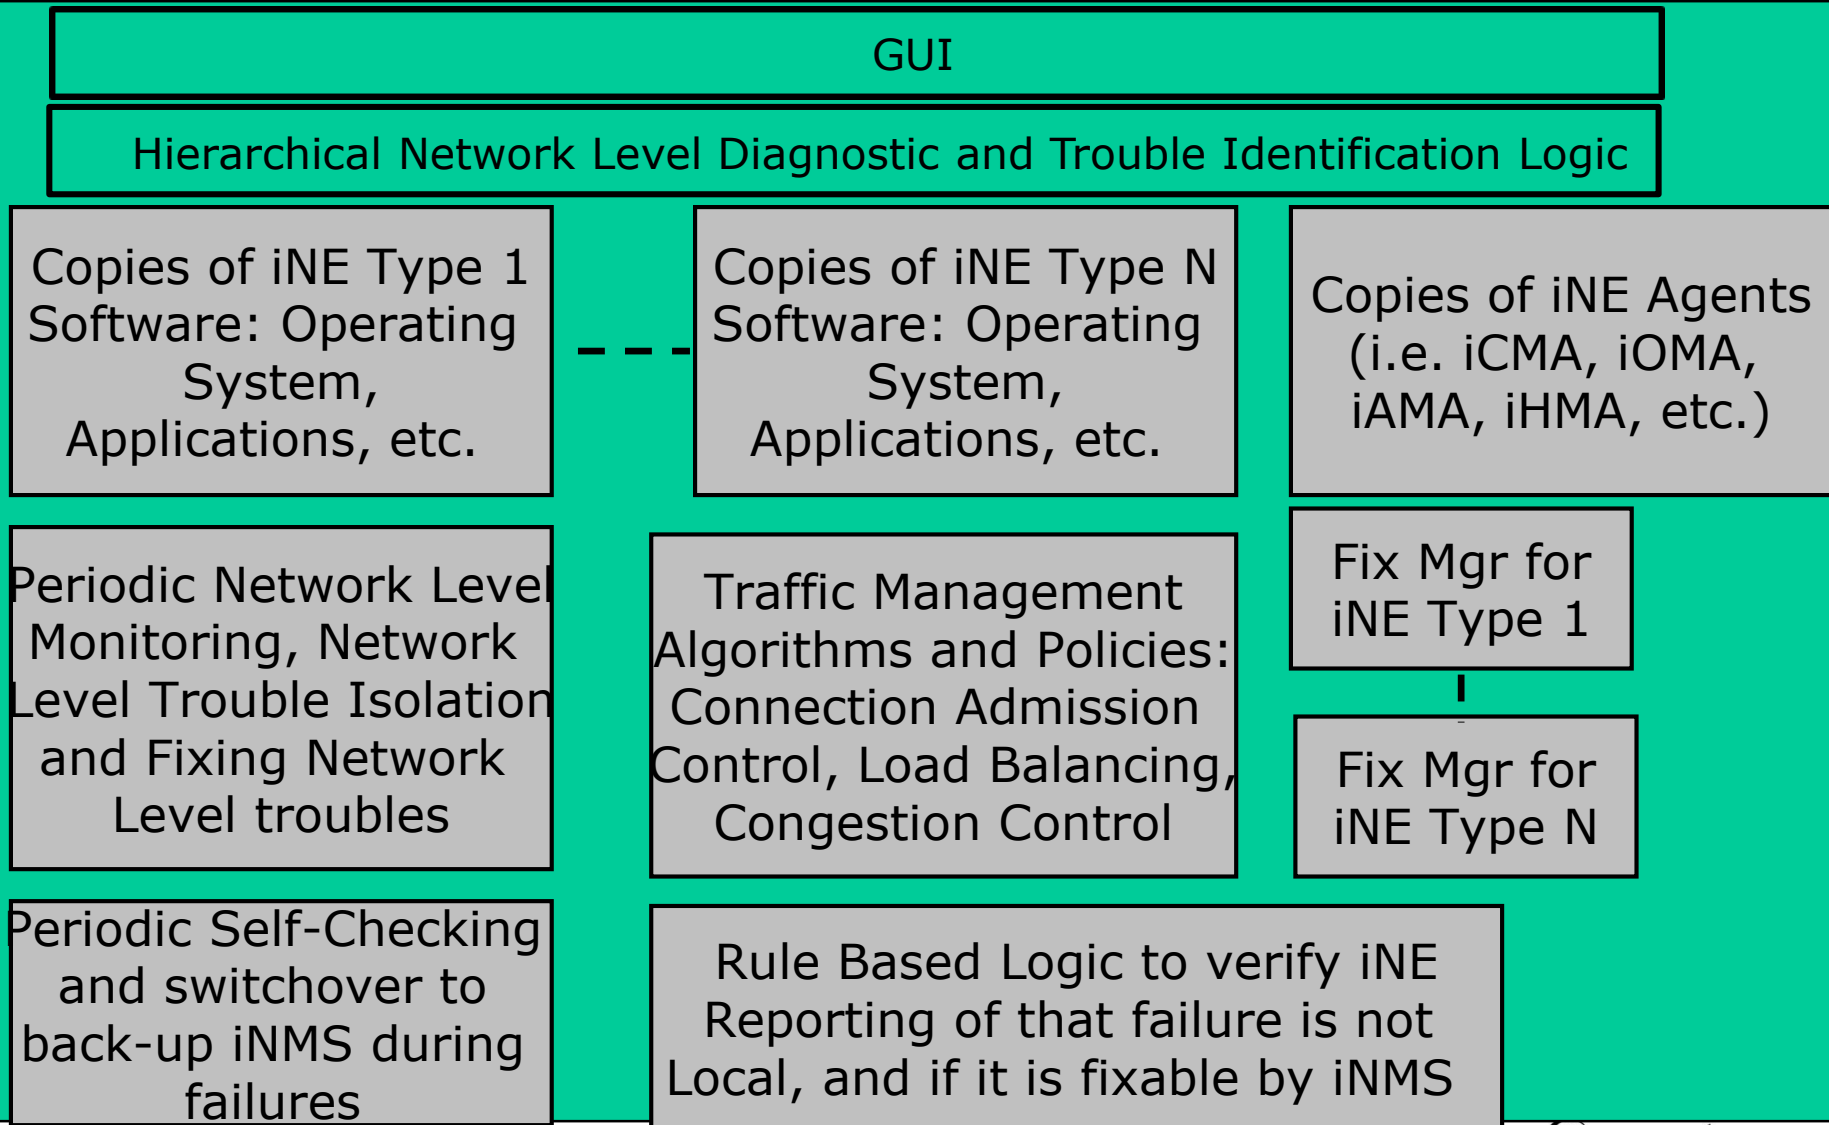 GUI
Hierarchical Network Level Diagnostic and Trouble Identification Logic
Copies of iNE Type 1
Software: Operating
System,
Applications, etc.
Copies of iNE Type N
Software: Operating
System,
Applications, etc.
Copies of iNE Agents
(i.e. iCMA, iOMA,
iAMA, iHMA, etc.)
Periodic Network Level
Monitoring, Network
Level Trouble Isolation
and Fixing Network
Level troubles
Traffic Management
Algorithms and Policies:
Connection Admission
Control, Load Balancing,
Congestion Control
Fix Mgr for
iNE Type 1
Fix Mgr for
iNE Type N
Periodic Self-Checking
and switchover to
back-up iNMS during
failures
Rule Based Logic to verify iNE
Reporting of that failure is not
Local, and if it is fixable by iNMS